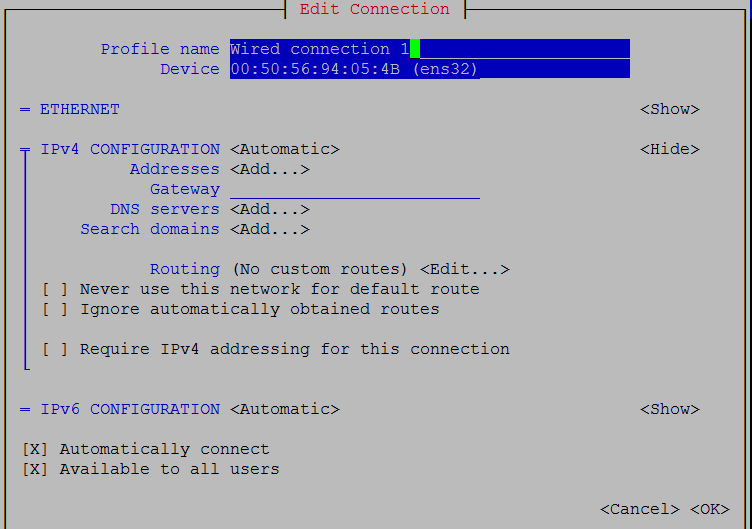 Edit Connection
Profile name Wired connection 1
Device 00:50:56:94:05:4B (ens32)
= ETHERNET <Show>
IPv4 CONFIGURATION <Automatic> <Hide>
Addresses <Add...>
Gateway
DNS servers <Add...>
Search domains <Add...>
Routing (No custom routes) <Edit...>
[ ] Never use this network for default route
[ ] Ignore automatically obtained routes
[ ] Require IPv4 addressing for this connection
= IPv6 CONFIGURATION <Automatic> <Show>
[X] Automatically connect
[X] Available to all users
<Cancel> <OK>